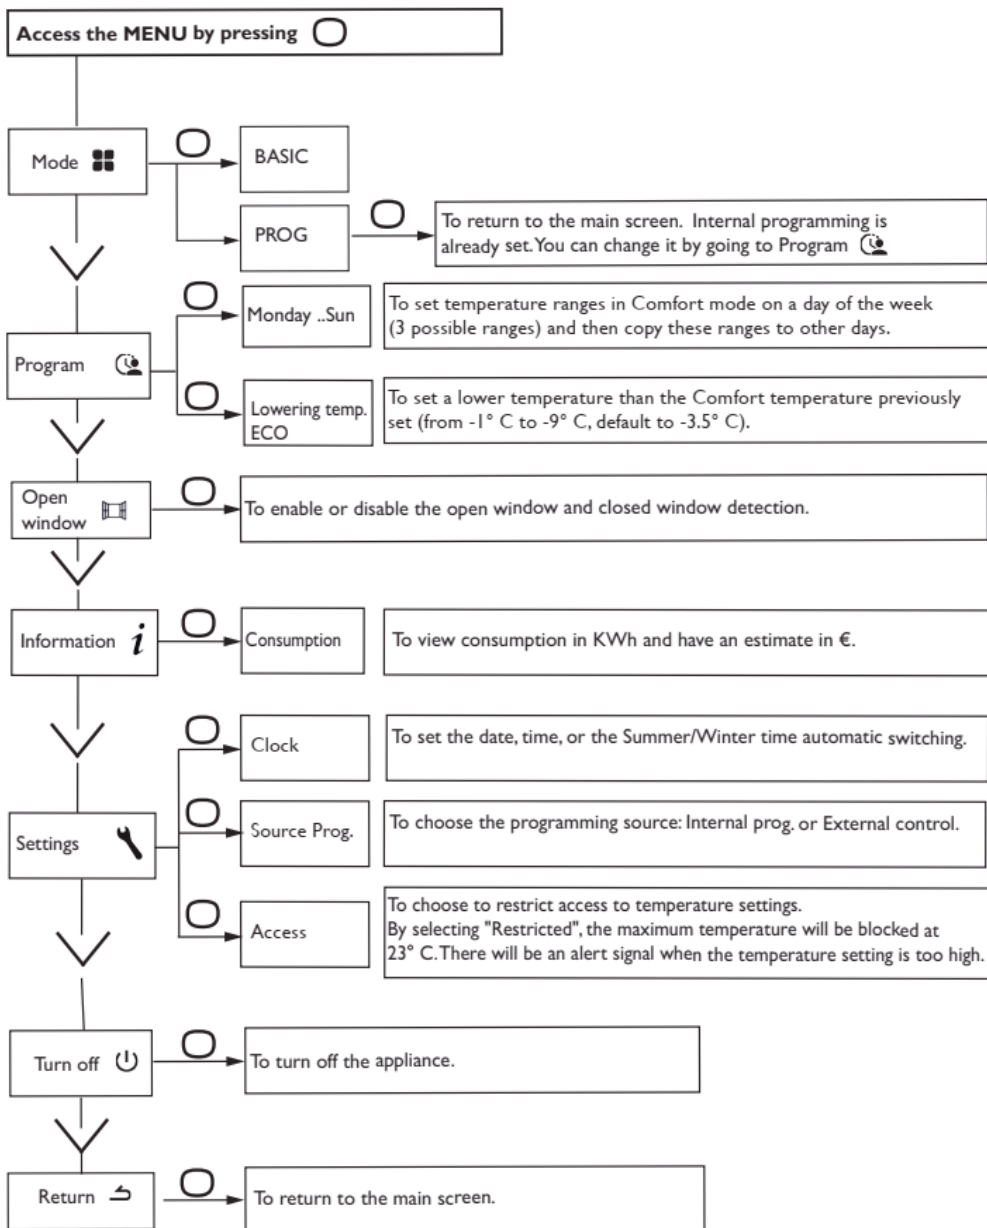 Access the MENU by pressing
Mode
BASIC
PROG
To return to the main screen. Internal programming is
already set. You can change it by going to Program
Program
Monday ..Sun
To set temperature ranges in Comfort mode on a day of the week
(3 possible ranges) and then copy these ranges to other days.
Lowering temp.
ECO
To set a lower temperature than the Comfort temperature previously
set (from -1° C to -9° C, default to -3.5° C).
Open
window
To enable or disable the open window and closed window detection.
Information i
Consumption
To view consumption in KWh and have an estimate in €.
Settings
Clock
To set the date, time, or the Summer/Winter time automatic switching.
Source Prog.
To choose the programming source: Internal prog. or External control.
Access
To choose to restrict access to temperature settings.
By selecting "Restricted", the maximum temperature will be blocked at
23° C. There will be an alert signal when the temperature setting is too high.
Turn off
To turn off the appliance.
Return
To return to the main screen.